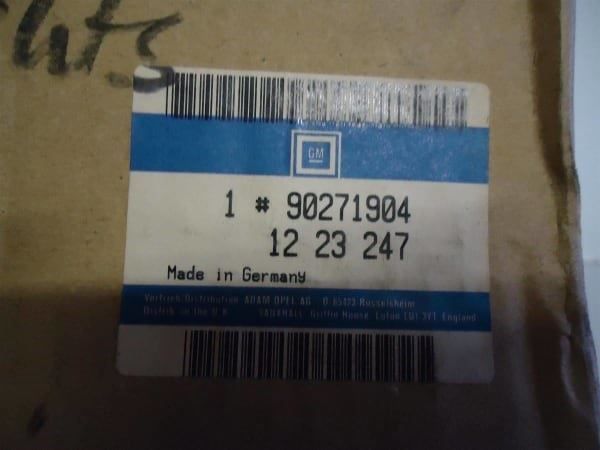 GM
1 # 90271904
12 23 247
Made in Germany
Vertrieb/Distribution ADAM OPEL AG D-65423 Rüsselsheim
Distrib. in the U.K. VAUXHALL Griffin House, Luton LU1 3YT England